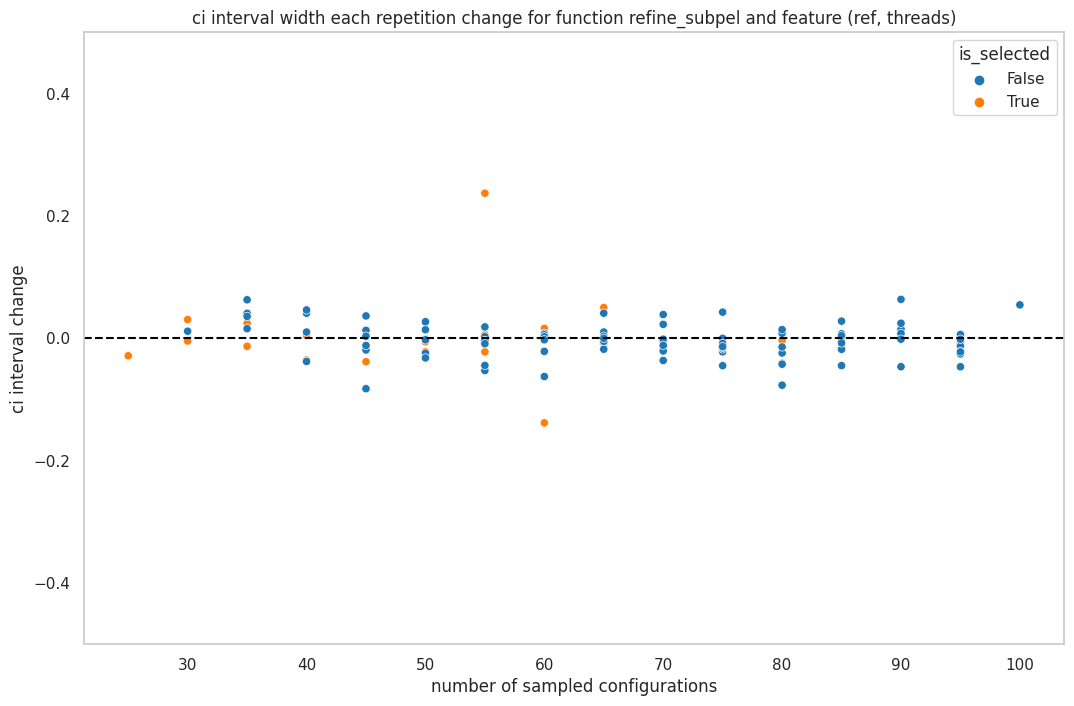 ci interval width each repetition change for function refine_subpel and feature (ref, threads)
is_selected
False
True
ci interval change
0.4
0.2
0.0
−0.2
−0.4
30 40 50 60 70 80 90 100
number of sampled configurations